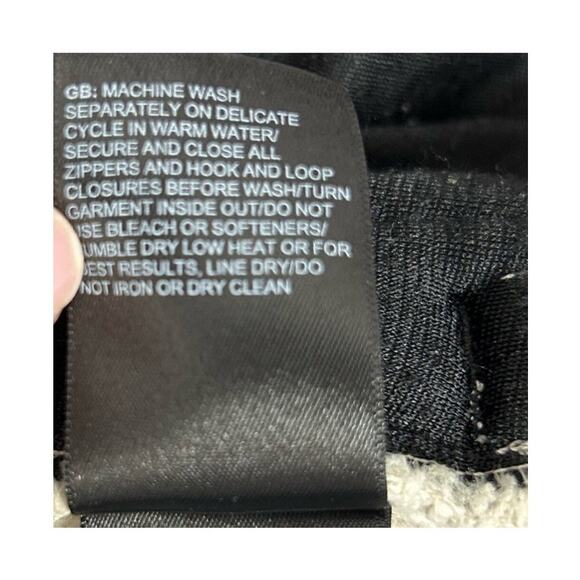 GB: MACHINE WASH
SEPARATELY ON DELICATE
CYCLE IN WARM WATER/
SECURE AND CLOSE ALL
ZIPPERS AND HOOK AND LOOP
CLOSURES BEFORE WASH/TURN
GARMENT INSIDE OUT/DO NOT
USE BLEACH OR SOFTENERS/
TUMBLE DRY LOW HEAT OR FOR
BEST RESULTS, LINE DRY/DO
NOT IRON OR DRY CLEAN